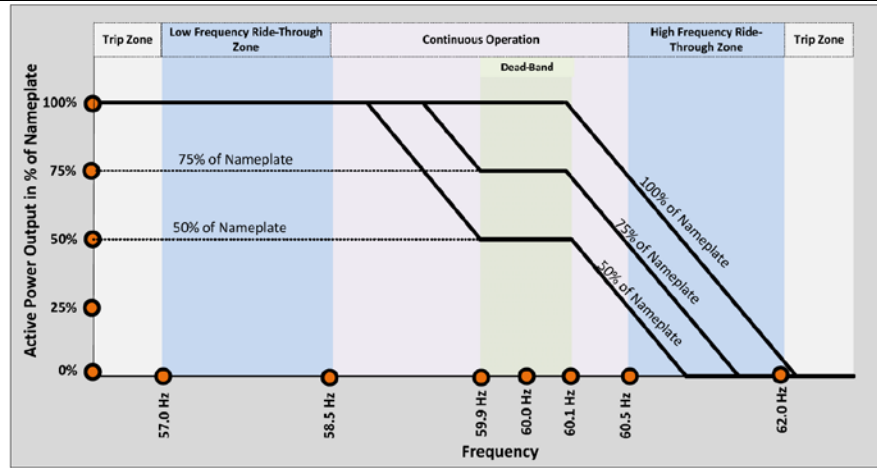 Trip Zone
Low Frequency Ride-Through
Zone
Continuous Operation
High Frequency Ride-
Through Zone
Trip Zone
Dead-Band
Active Power Output in % of Nameplate
100%
75%
50%
25%
0%
75% of Nameplate
50% of Nameplate
100% of Nameplate
75% of Nameplate
50% of Nameplate
57.0 Hz
58.5 Hz
59.9 Hz
60.0 Hz
60.1 Hz
60.5 Hz
62.0 Hz
Frequency